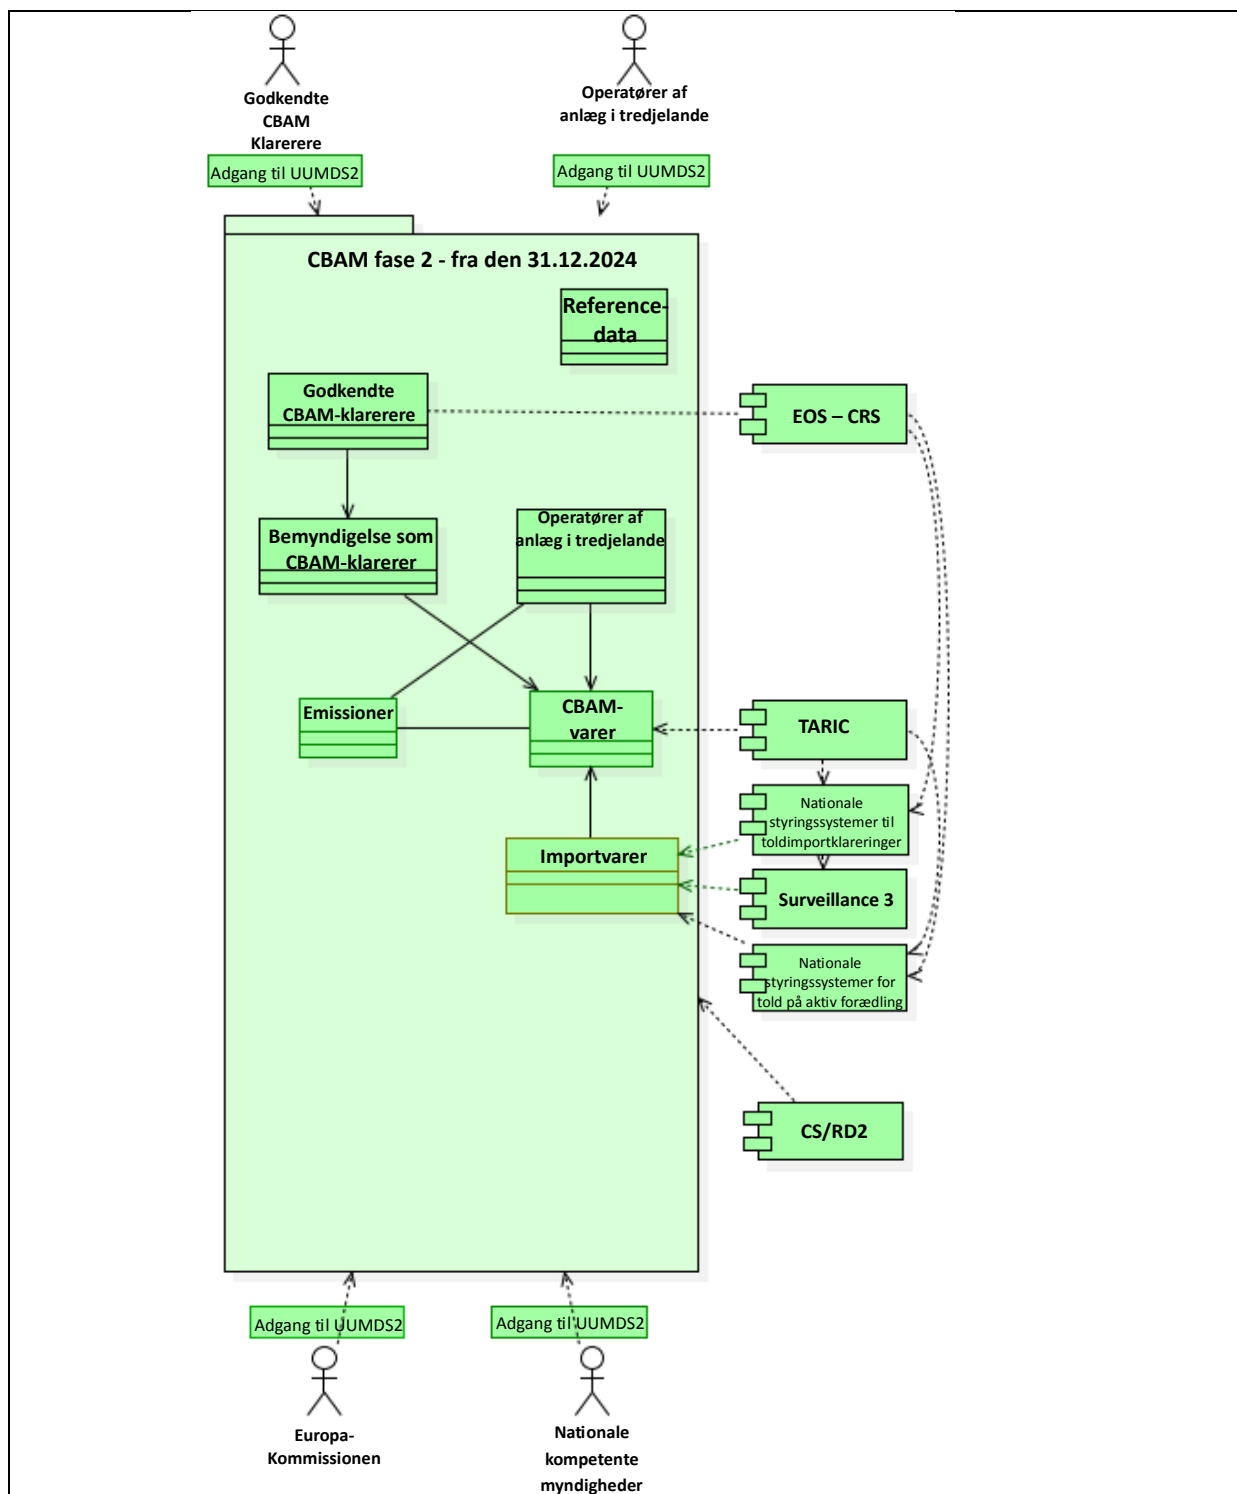 Godkendte
CBAM
Klarerere
Operatører af
anlæg i tredjelande
Adgang til UUMDS2
Adgang til UUMDS2
CBAM fase 2 - fra den 31.12.2024
Reference-
data
Godkendte
CBAM-klarerere
EOS – CRS
Bemyndigelse som
CBAM-klarerer
Operatører af
anlæg i tredjelande
Emissioner
CBAM-
varer
TARIC
Nationale
styringssystemer til
toldimportklareringer
Importvarer
Surveillance 3
Nationale
styringssystemer for
told på aktiv forædling
CS/RD2
Adgang til UUMDS2
Adgang til UUMDS2
Europa-
Kommissionen
Nationale
kompetente
myndigheder